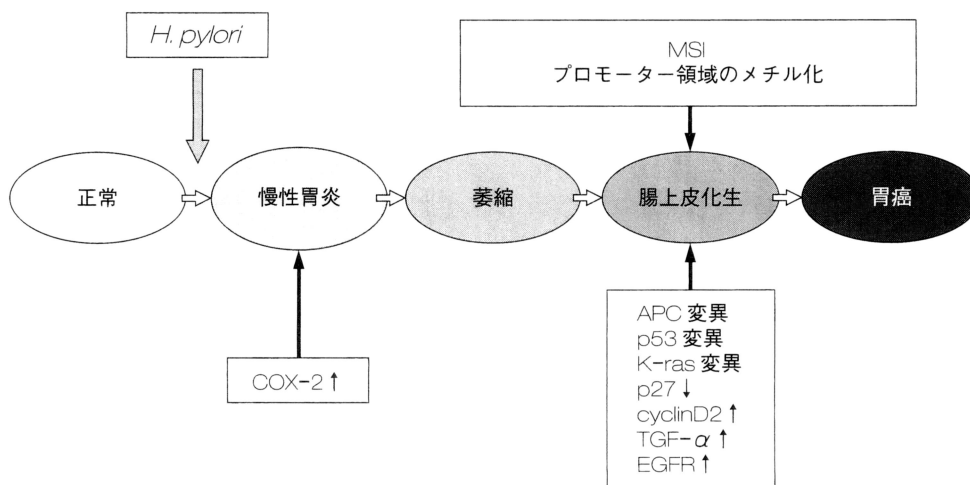 H. pylori
MSI
プロモーター領域のメチル化
正常
慢性胃炎
萎縮
腸上皮化生
胃癌
COX-2↑
APC 変異
p53 変異
K-ras 変異
p27↓
cyclinD2↑
TGF-α↑
EGFR↑